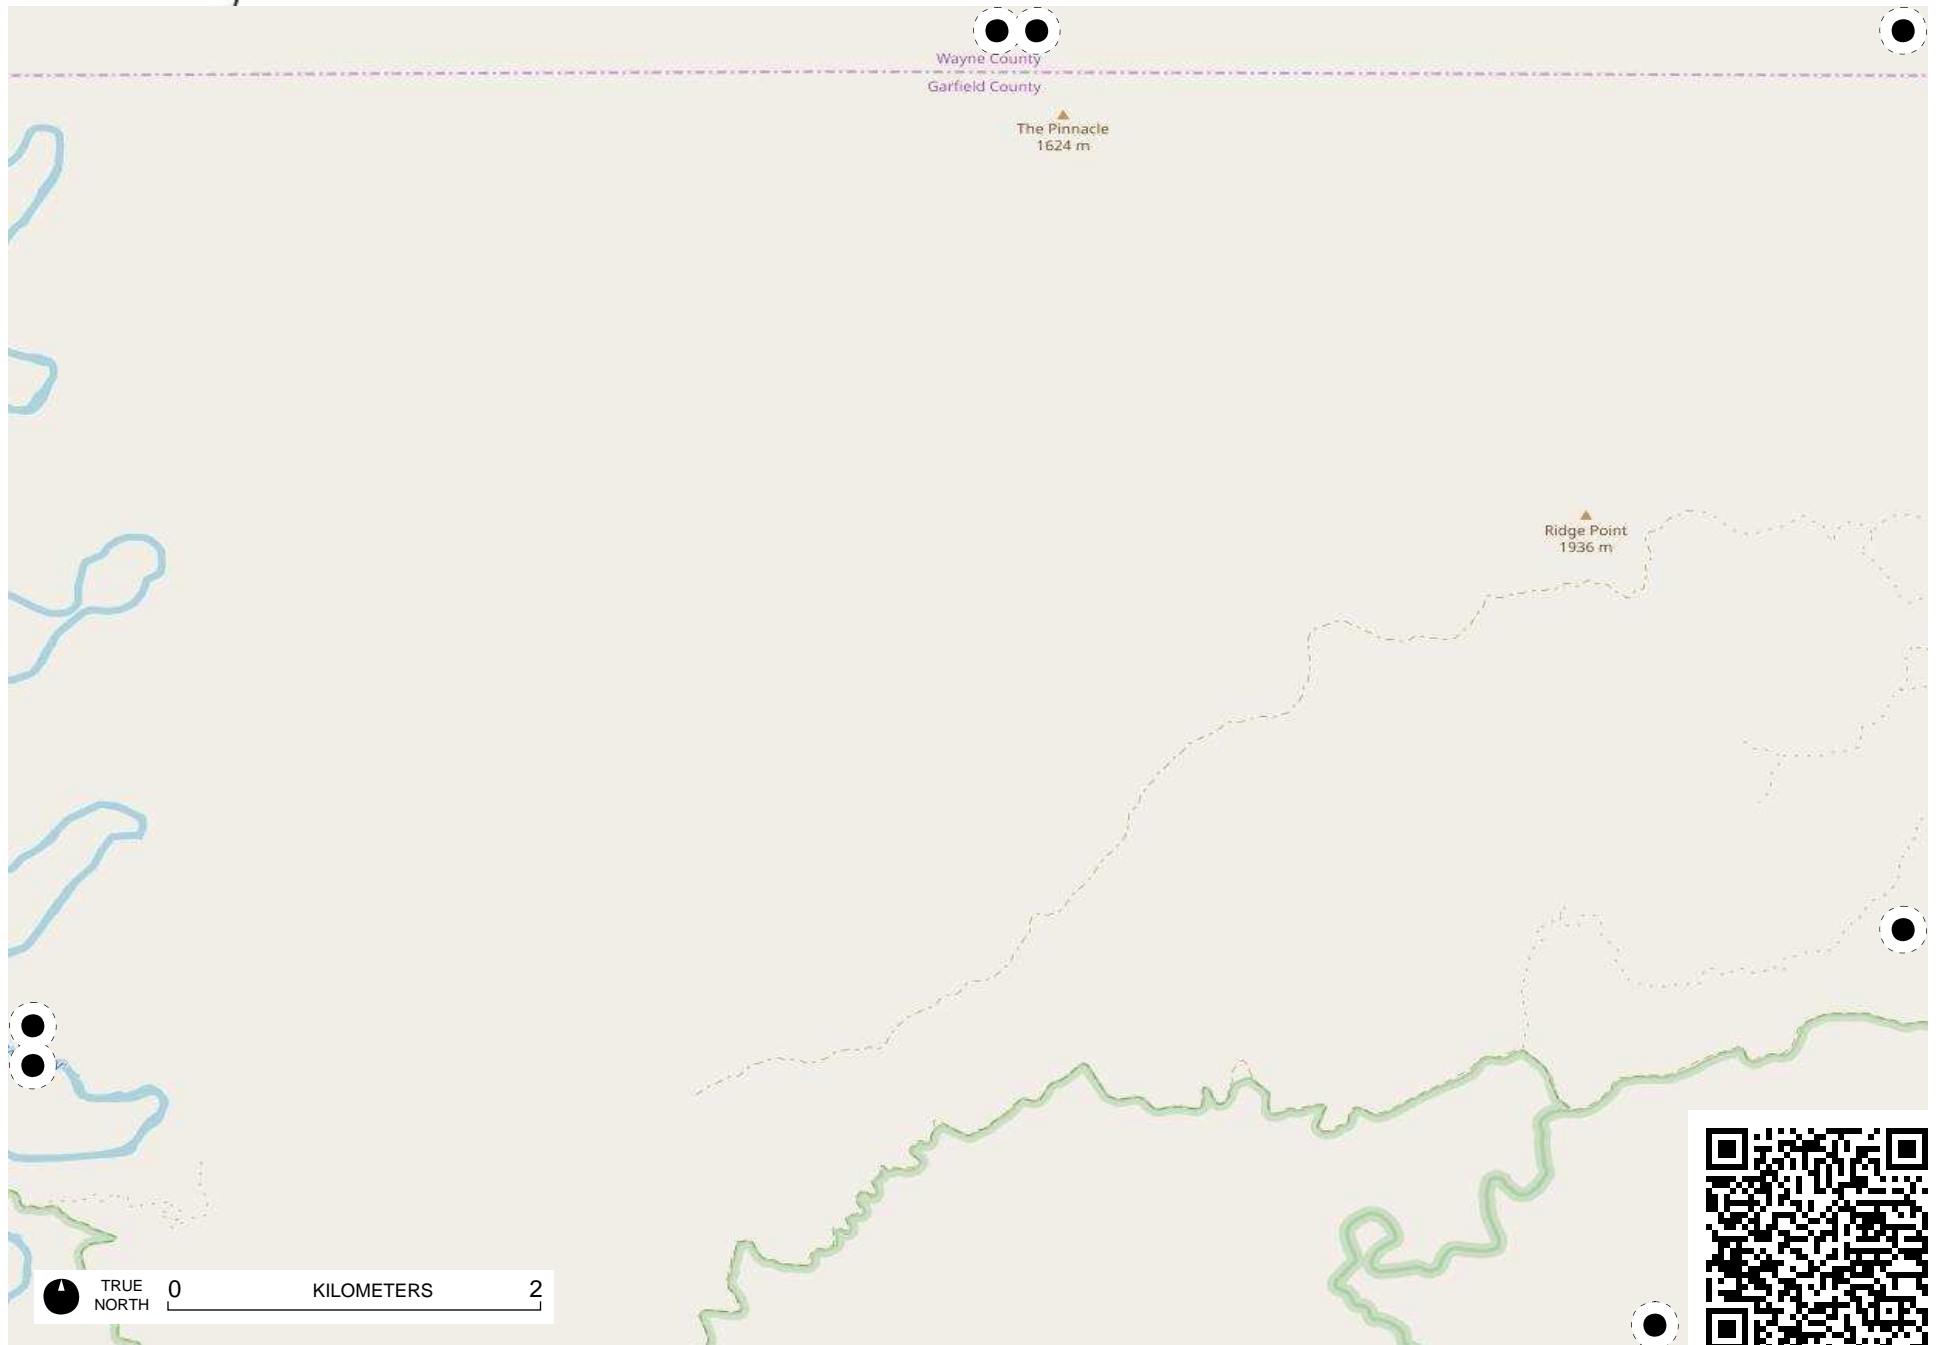 Wayne County
Garfield County
The Pinnacle
1624 m
Ridge Point
1936 m
TRUE
NORTH
0 KILOMETERS 2